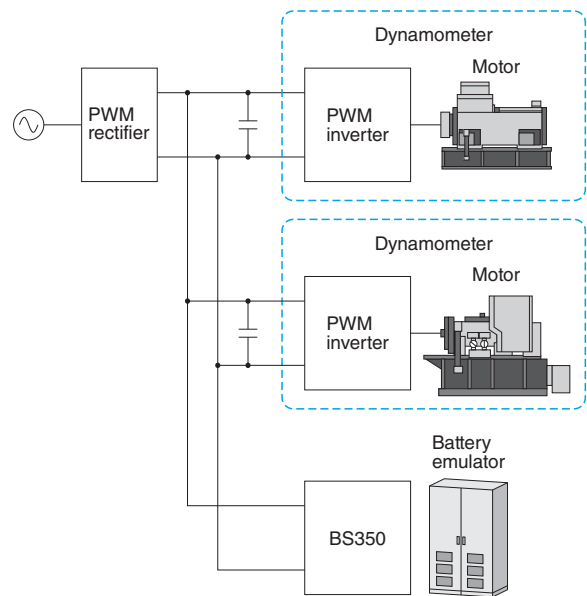 Dynamometer
Motor
PWM
rectifier
PWM
inverter
Dynamometer
Motor
PWM
inverter
Battery
emulator
BS350